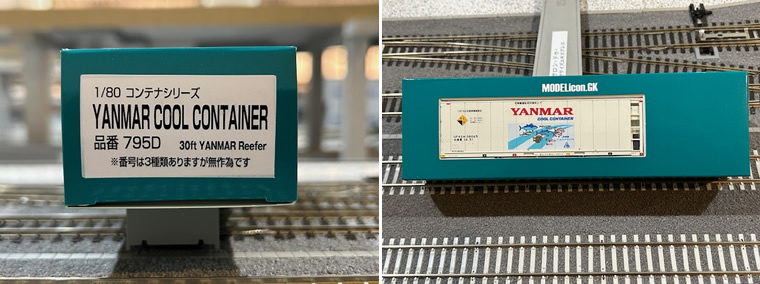 1/80 コンテナシリーズ
YANMAR COOL CONTAINER
品番 795D 30ft YANMAR Reefer
※番号は3種類ありますが無作為です
MODELicon.GK
YANMAR
COOL CONTAINER